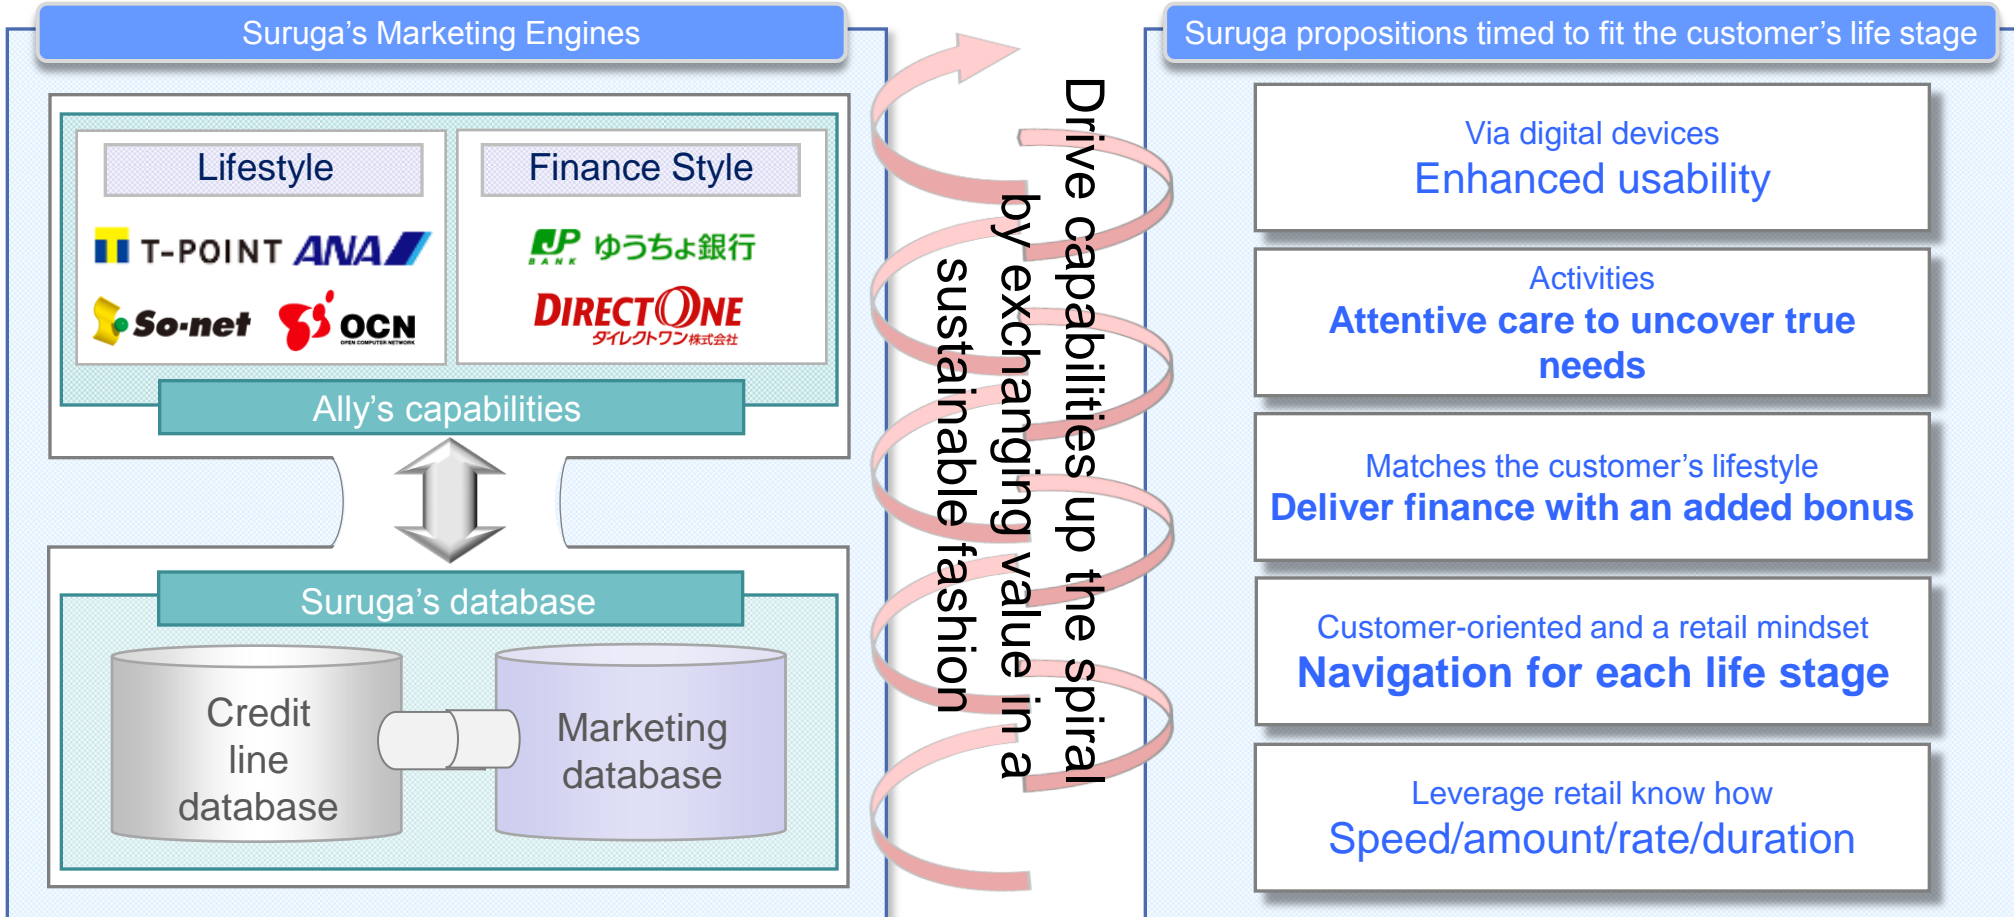 Suruga’s Marketing Engines
Lifestyle
T-POINT
ANA
So-net
OCN
OPEN COMPUTER NETWORK
Finance Style
JP
BANK
ゆうちょ銀行
DIRECTONE
ダイレクトワン株式会社
Ally’s capabilities
Suruga’s database
Credit
line
database
Marketing
database
Drive capabilities up the spiral
by exchanging value in a
sustainable fashion
Suruga propositions timed to fit the customer’s life stage
Via digital devices
Enhanced usability
Activities
Attentive care to uncover true
needs
Matches the customer’s lifestyle
Deliver finance with an added bonus
Customer-oriented and a retail mindset
Navigation for each life stage
Leverage retail know how
Speed/amount/rate/duration